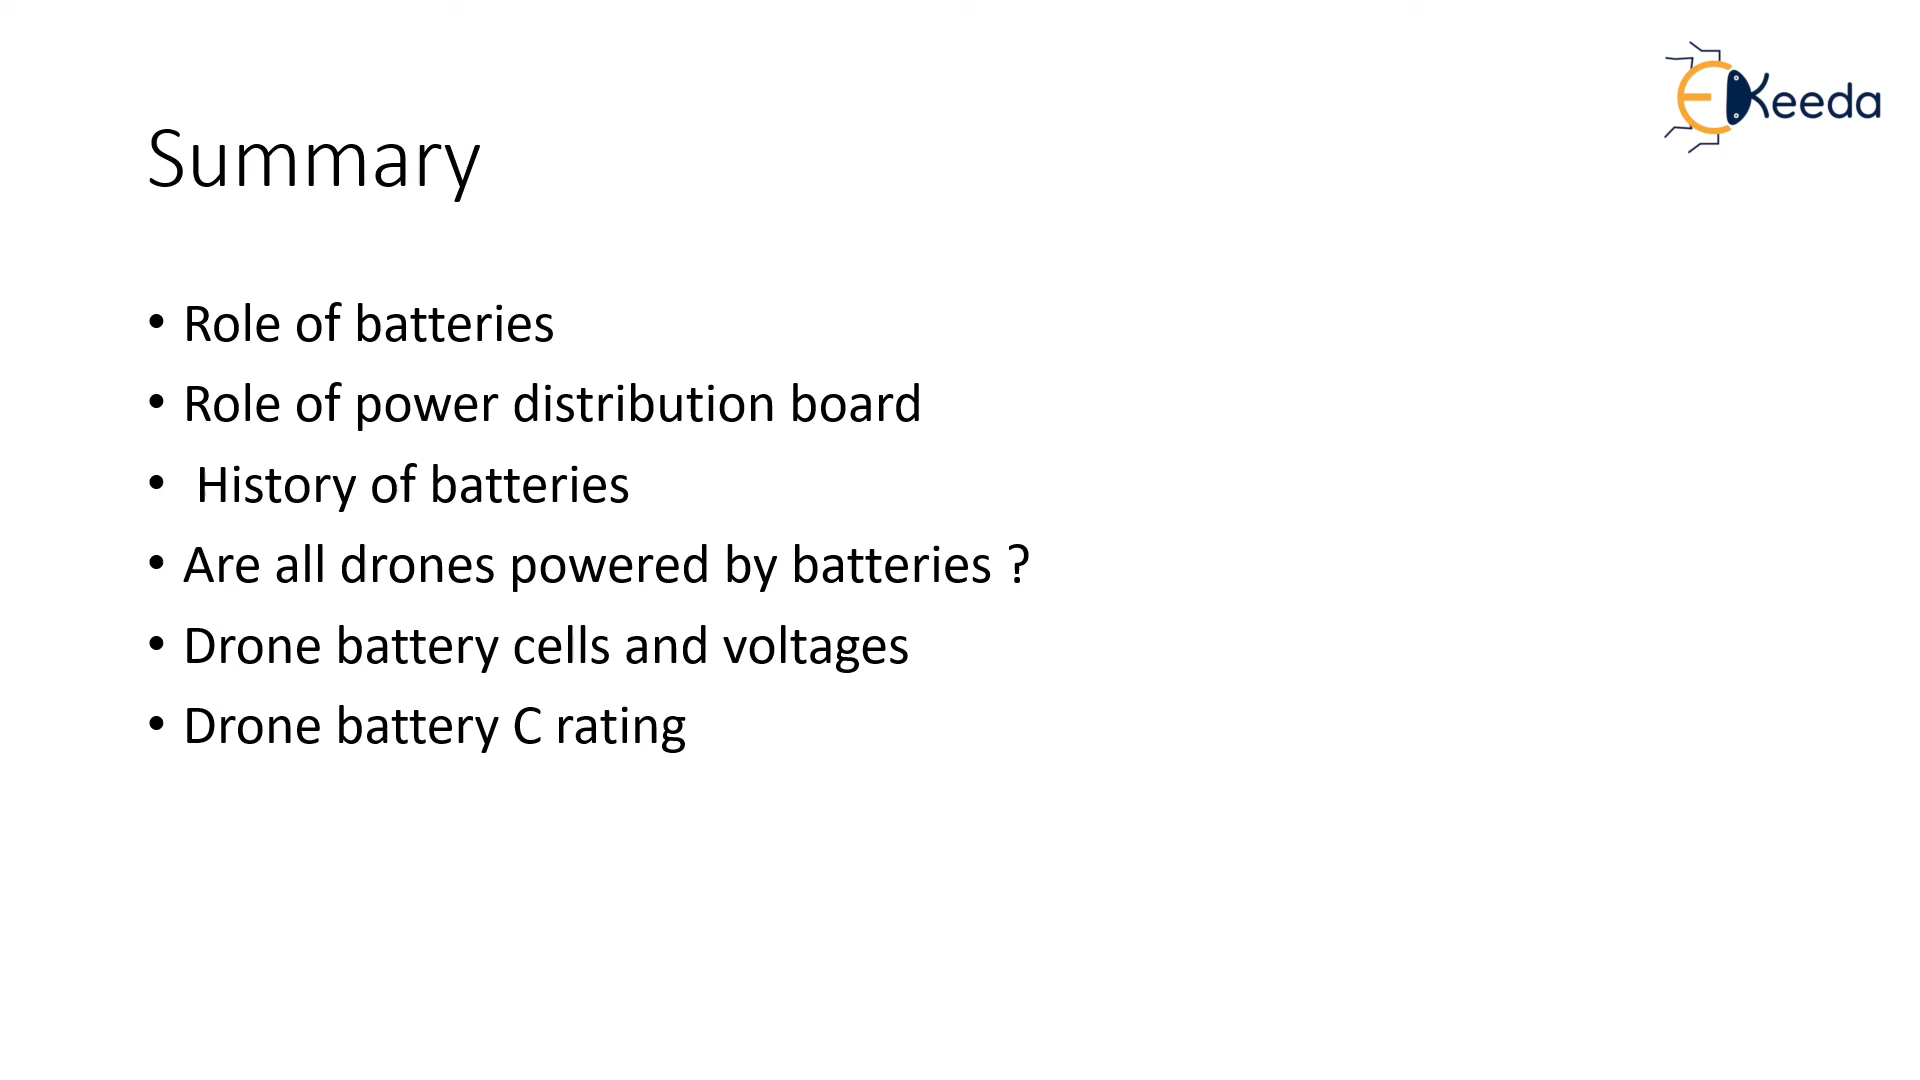 EKeeda
Summary
• Role of batteries
• Role of power distribution board
• History of batteries
• Are all drones powered by batteries ?
• Drone battery cells and voltages
• Drone battery C rating